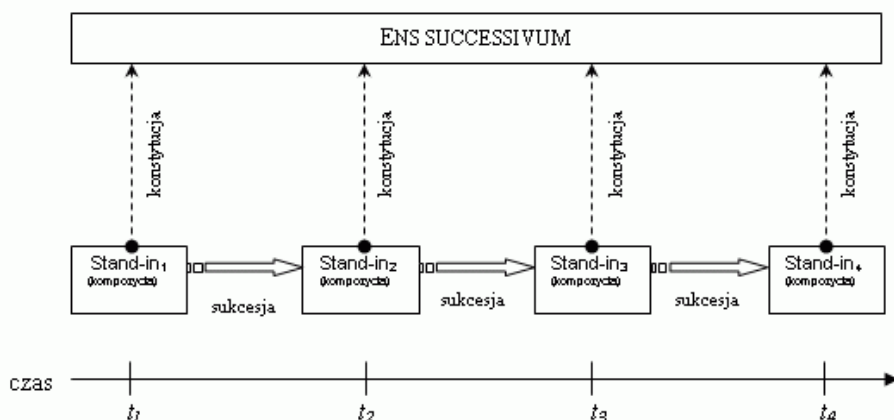 ENS SUCCESSIVUM
konstytucja konstytucja konstytucja konstytucja
Stand-in₁ Stand-in₂ Stand-in₃ Stand-in₄
(kompozycja) (kompozycja) (kompozycja) (kompozycja)
sukcesja sukcesja sukcesja
czas
t₁ t₂ t₃ t₄